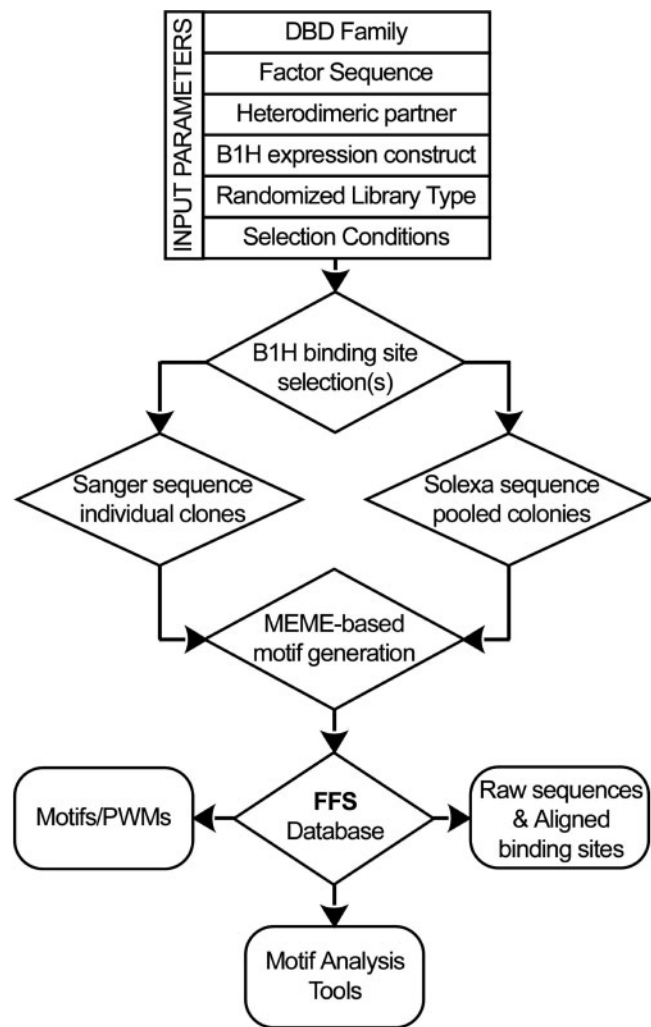 INPUT PARAMETERS
DBD Family
Factor Sequence
Heterodimeric partner
B1H expression construct
Randomized Library Type
Selection Conditions
B1H binding site
selection(s)
Sanger sequence
individual clones
Solexa sequence
pooled colonies
MEME-based
motif generation
Motifs/PWMs
FFS
Database
Raw sequences
& Aligned
binding sites
Motif Analysis
Tools